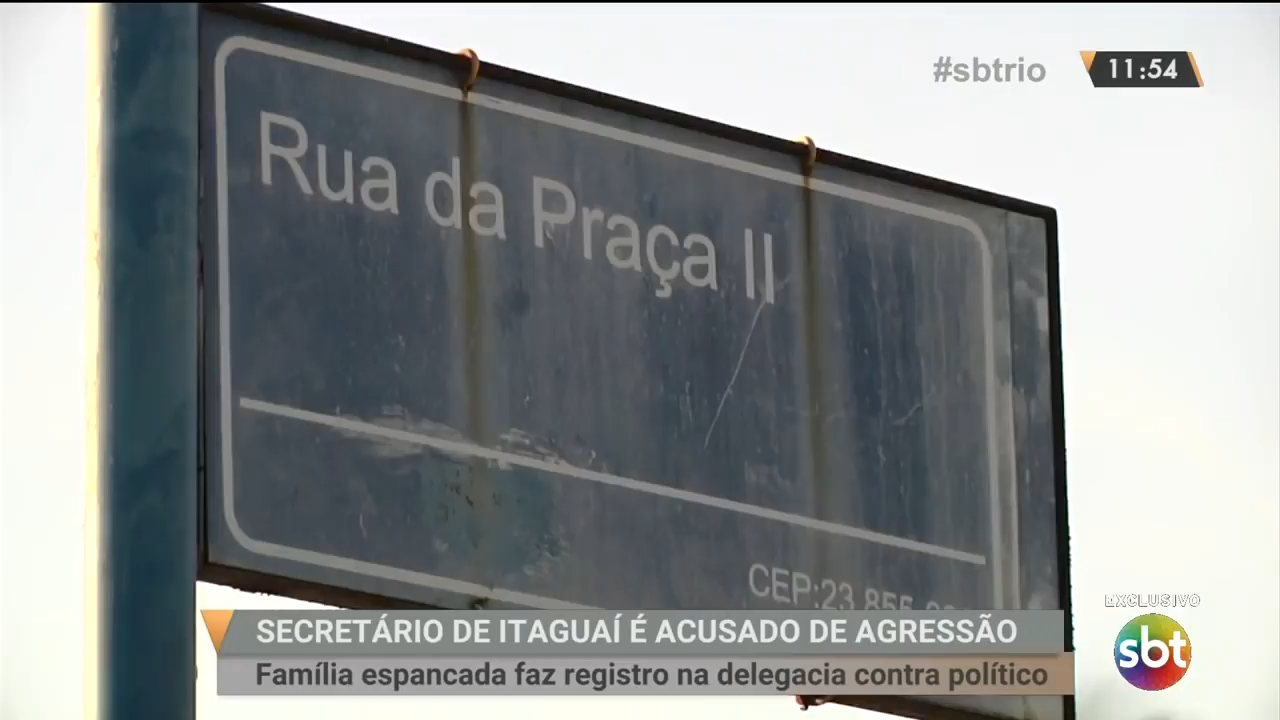 #sbtrio
11:54
Rua da Praça II
CEP:23.855
SECRETÁRIO DE ITAGUAÍ É ACUSADO DE AGRESSÃO
Família espancada faz registro na delegacia contra político
EXCLUSIVO
sbt